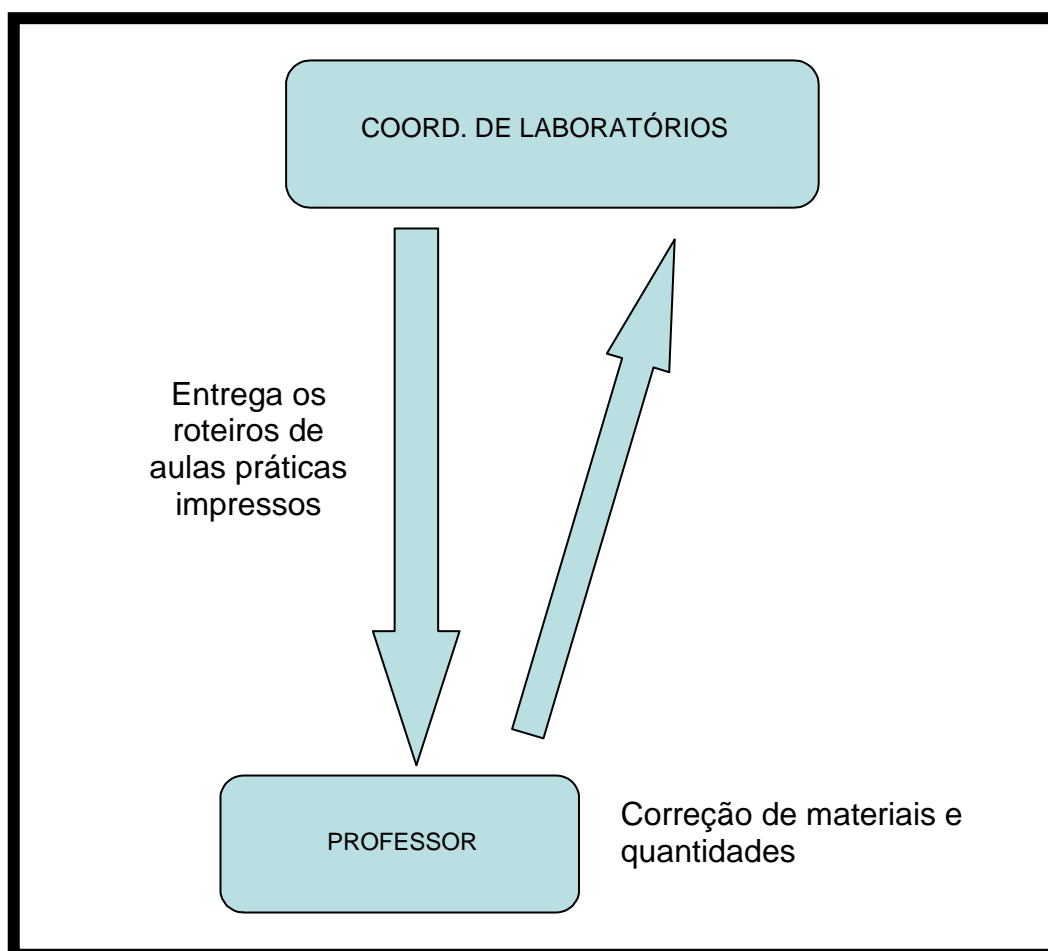 COORD. DE LABORATÓRIOS
Entrega os
roteiros de
aulas práticas
impressos
PROFESSOR
Correção de materiais e
quantidades